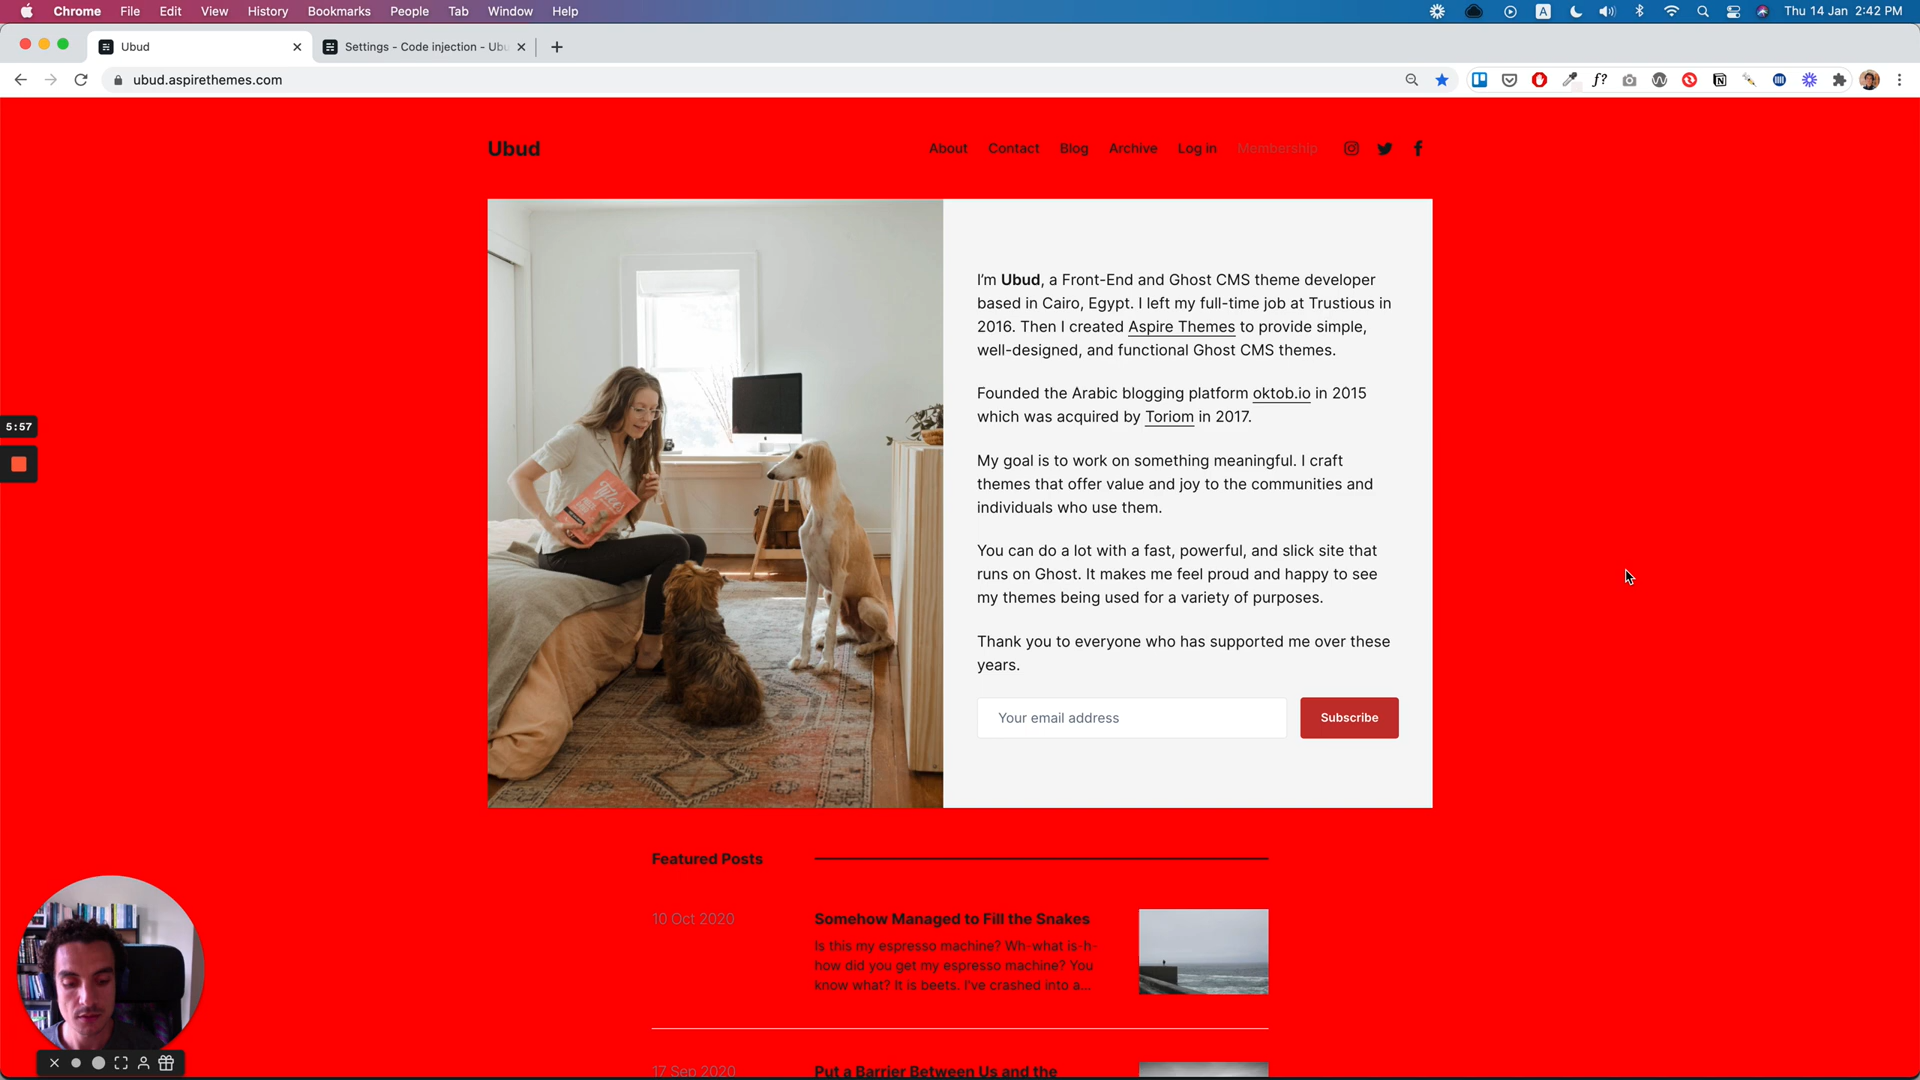 Chrome File Edit View History Bookmarks People Tab Window Help
A
Thu 14 Jan 2:42 PM
Ubud
Settings - Code injection - Ubu
ubud.aspirethemes.com
f?
Ubud
About Contact Blog Archive Log in Membership
I'm Ubud, a Front-End and Ghost CMS theme developer
based in Cairo, Egypt. I left my full-time job at Trustious in
2016. Then I created Aspire Themes to provide simple,
well-designed, and functional Ghost CMS themes.
Founded the Arabic blogging platform oktob.io in 2015
which was acquired by Toriom in 2017.
My goal is to work on something meaningful. I craft
themes that offer value and joy to the communities and
individuals who use them.
You can do a lot with a fast, powerful, and slick site that
runs on Ghost. It makes me feel proud and happy to see
my themes being used for a variety of purposes.
Thank you to everyone who has supported me over these
years.
Your email address
Subscribe
5:57
Featured Posts
10 Oct 2020
Somehow Managed to Fill the Snakes
Is this my espresso machine? Wh-what is-h-
how did you get my espresso machine? You
know what? It is beets. I've crashed into a...
17 Sep 2020
Put a Barrier Between Us and the